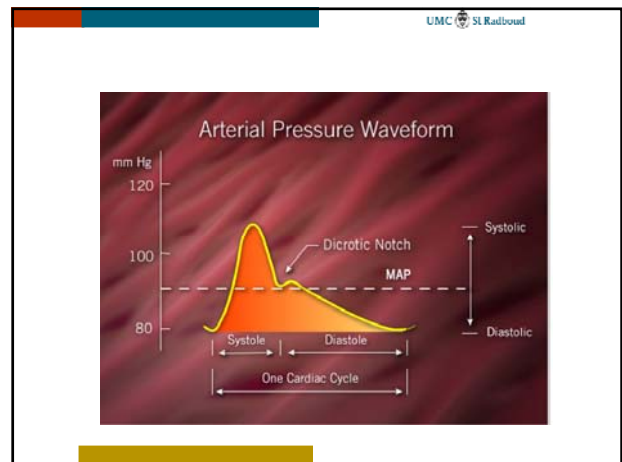 UMC St Radboud
Arterial Pressure Waveform
mm Hg
120
100
80
Dicrotic Notch
MAP
Systolic
Diastolic
Systole
Diastole
One Cardiac Cycle